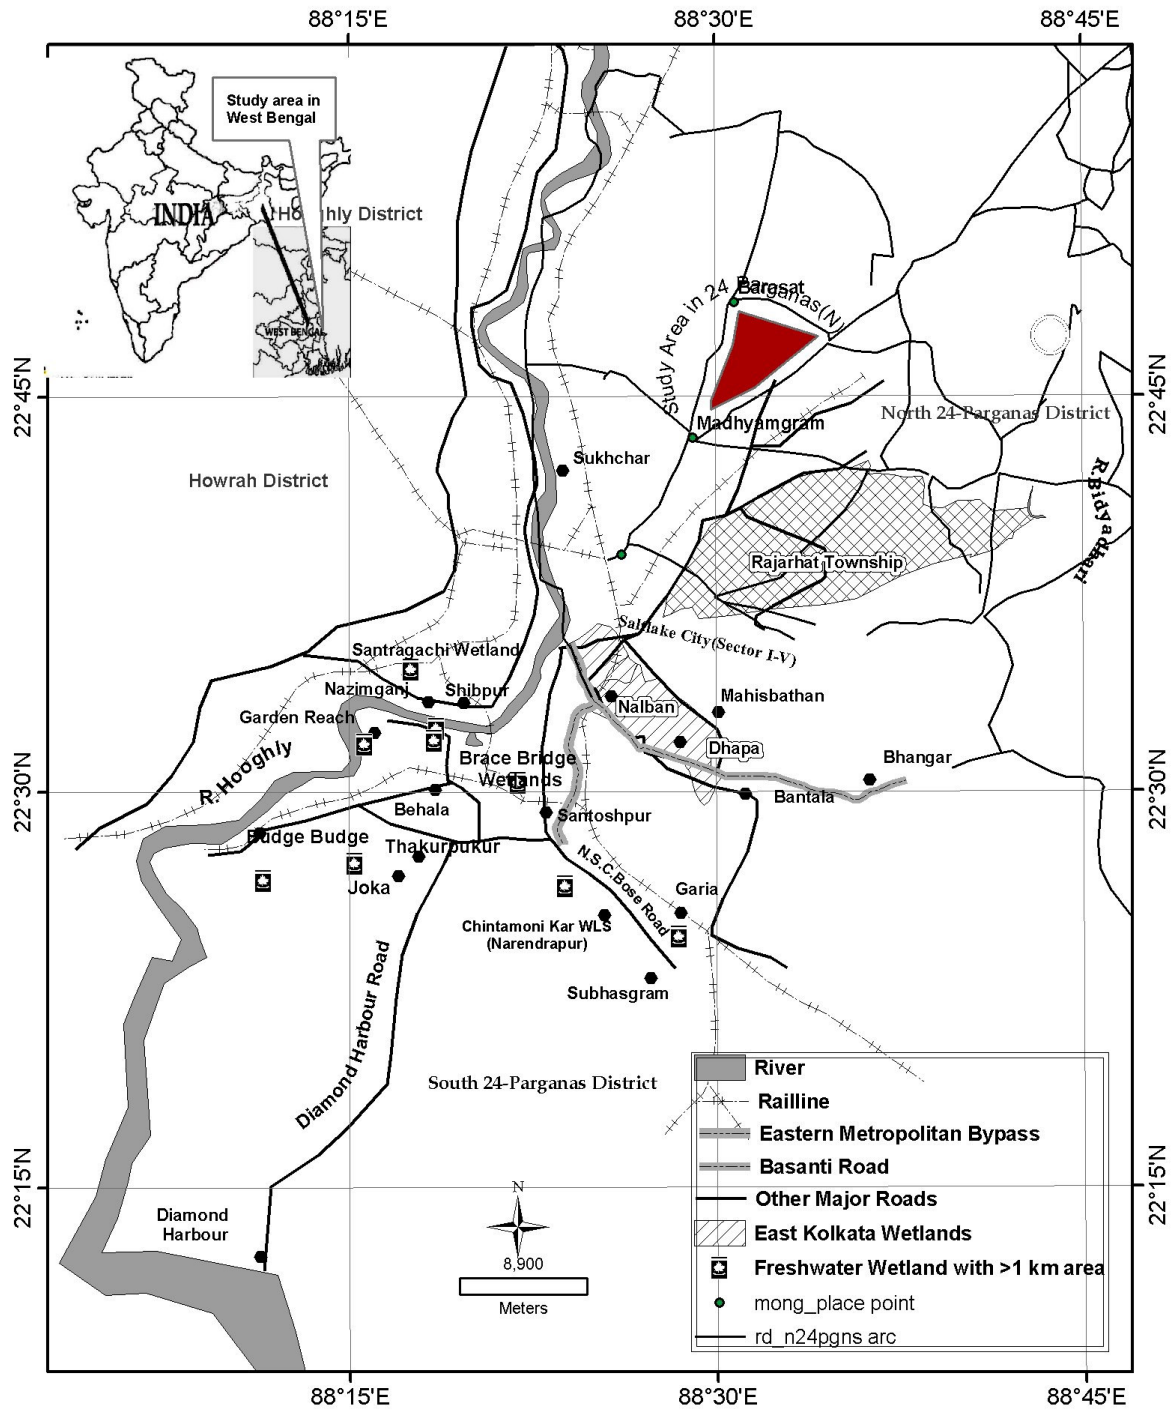 88°15'E
88°30'E
88°45'E
Study area in
West Bengal
INDIA
Hooghly District
WEST BENGAL
Barasat
Study Area in 24 Parganas(N)
22°45'N
22°45'N
North 24-Parganas District
Madhyamgram
Sukhchar
Howrah District
R.Bidyadhari
Rajarhat Township
Saltlake City(Sector I-V)
Santragachi Wetland
Nazimganj
Shibpur
Mahisbathan
Nalban
Garden Reach
Dhapa
R. Hooghly
Brace Bridge
Wetlands
Bhangar
22°30'N
22°30'N
Bantala
Behala
Santoshpur
Budge Budge
Thakurpukur
Joka
N.S.C.Bose Road
Garia
Chintamoni Kar WLS
(Narendrapur)
Subhasgram
Diamond Harbour Road
South 24-Parganas District
22°15'N
22°15'N
Diamond
Harbour
N
8,900
Meters
River
Railline
Eastern Metropolitan Bypass
Basanti Road
Other Major Roads
East Kolkata Wetlands
Freshwater Wetland with >1 km area
mong_place point
rd_n24pgns arc
88°15'E
88°30'E
88°45'E